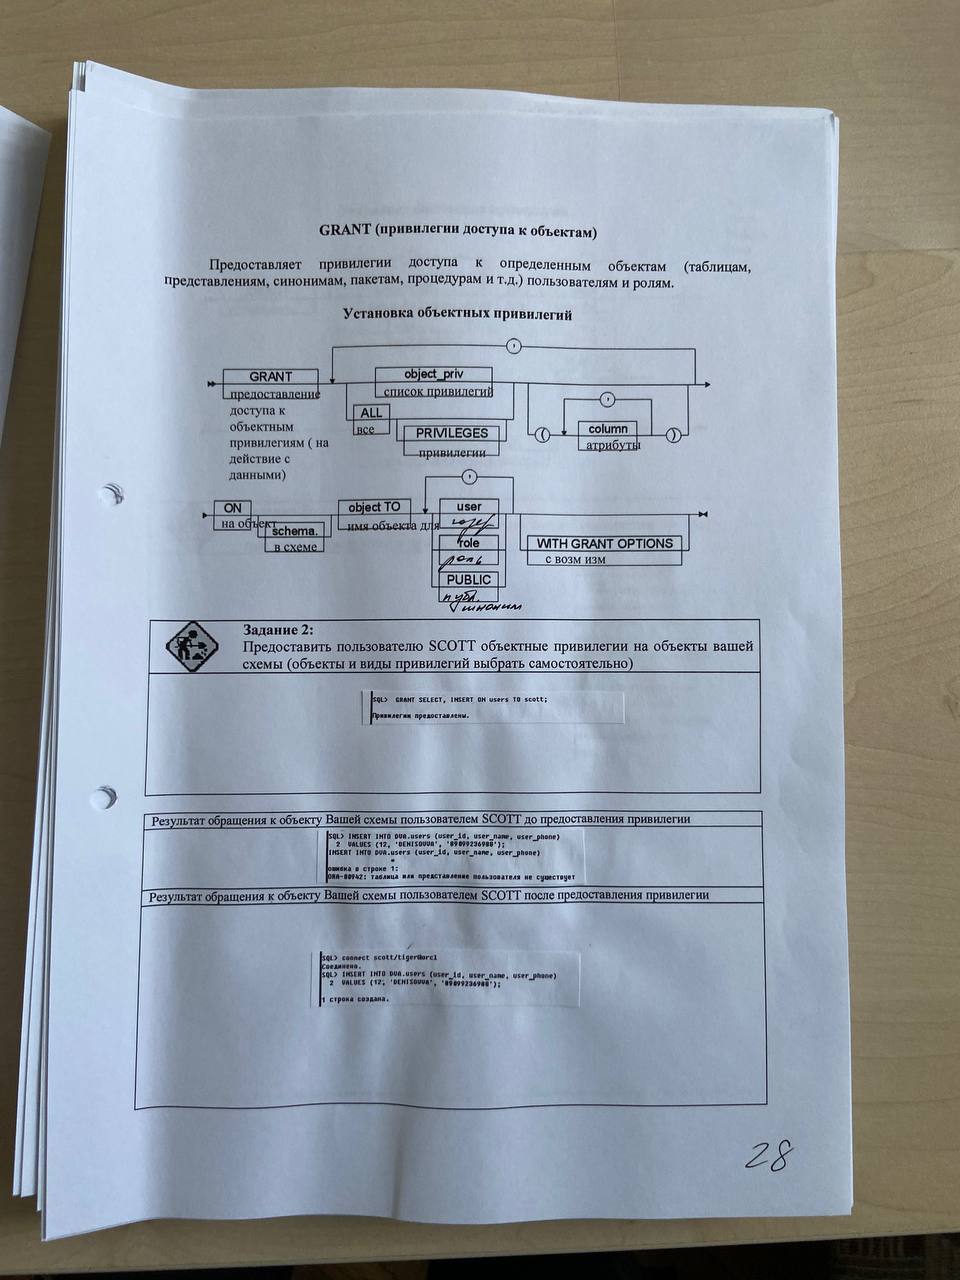 GRANT (привилегии доступа к объектам)
Предоставляет привилегии доступа к определенным объектам (таблицам,
представлениям, синонимам, пакетам, процедурам и т.д.) пользователям и ролям.
Установка объектных привилегий
,
GRANT
предоставление
доступа к
объектным
привилегиям ( на
действие с
данными)
object_priv
список привилегий
ALL
все
PRIVILEGES
привилегии
,
(
column
атрибуты
)
,
ON
на объект
schema.
в схеме
object TO
имя объекта для
user
юзер
role
роль
PUBLIC
публ.
синоним
WITH GRANT OPTIONS
с возм изм
Задание 2:
Предоставить пользователю SCOTT объектные привилегии на объекты вашей
схемы (объекты и виды привилегий выбрать самостоятельно)
SQL> GRANT SELECT, INSERT ON users TO scott;
Привилегии предоставлены.
Результат обращения к объекту Вашей схемы пользователем SCOTT до предоставления привилегии
SQL> INSERT INTO DVA.users (user_id, user_name, user_phone)
2 VALUES (12, 'DENISOVVA', '89099236988');
INSERT INTO DVA.users (user_id, user_name, user_phone)
*
ошибка в строке 1:
ORA-00942: таблица или представление пользователя не существует
Результат обращения к объекту Вашей схемы пользователем SCOTT после предоставления привилегии
SQL> connect scott/tiger@orcl
Соединено.
SQL> INSERT INTO DVA.users (user_id, user_name, user_phone)
2 VALUES (12, 'DENISOVVA', '89099236988');
1 строка создана.
28